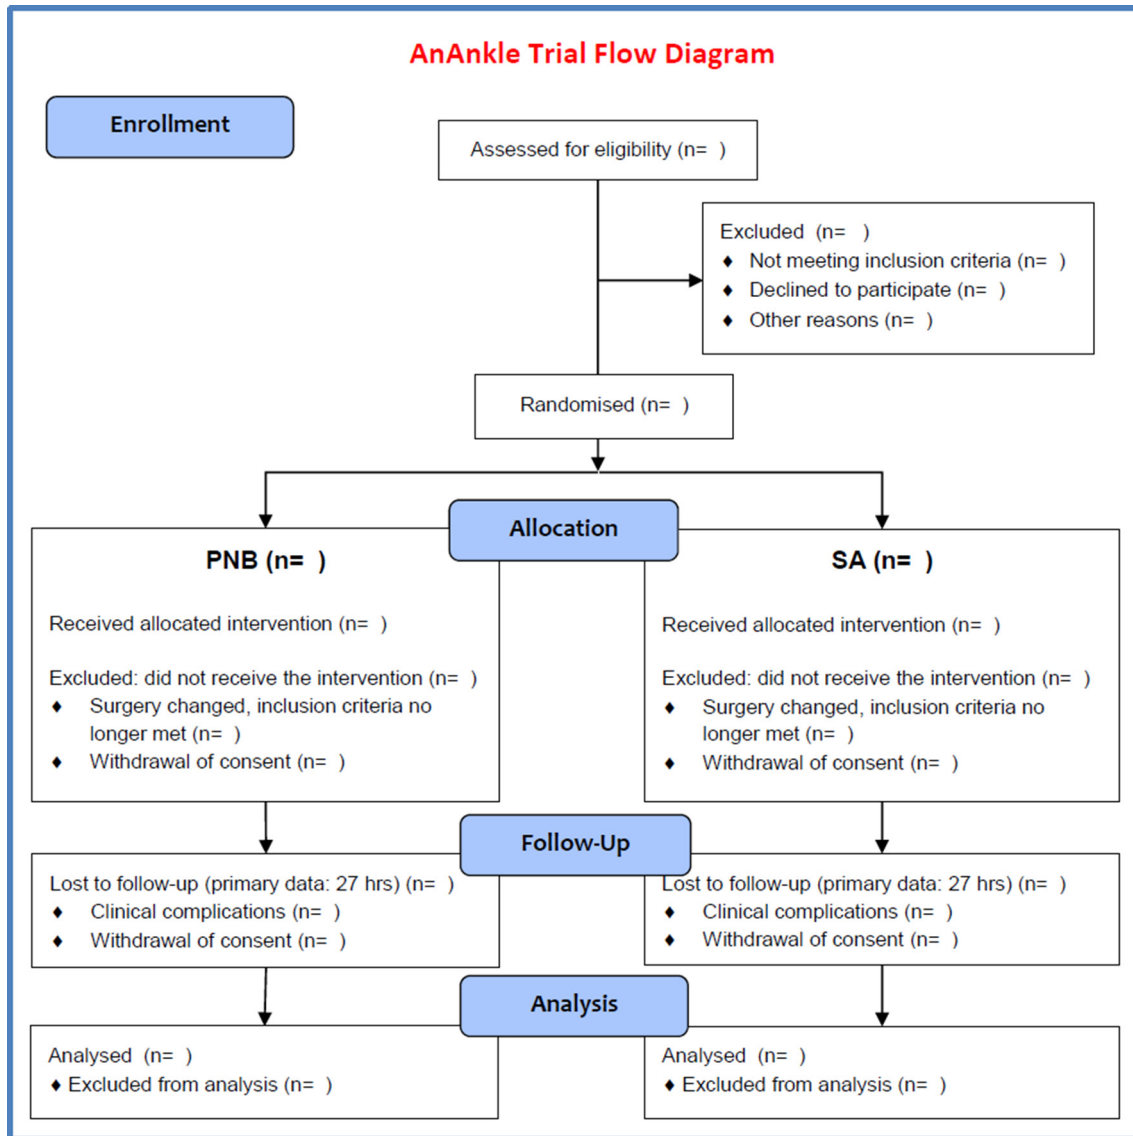 AnAnkle Trial Flow Diagram
Enrollment
Assessed for eligibility (n=  )
Excluded  (n=   )
♦ Not meeting inclusion criteria (n=  )
♦ Declined to participate (n=  )
♦ Other reasons (n=  )
Randomised (n=  )
Allocation
PNB (n=  )
Received allocated intervention (n=  )
Excluded: did not receive the intervention (n=  )
♦ Surgery changed, inclusion criteria no
longer met (n=  )
♦ Withdrawal of consent (n=  )
SA (n=  )
Received allocated intervention (n=  )
Excluded: did not receive the intervention (n=  )
♦ Surgery changed, inclusion criteria no
longer met (n=  )
♦ Withdrawal of consent (n=  )
Follow-Up
Lost to follow-up (primary data: 27 hrs) (n=  )
♦ Clinical complications (n=  )
♦ Withdrawal of consent (n=  )
Lost to follow-up (primary data: 27 hrs) (n=  )
♦ Clinical complications (n=  )
♦ Withdrawal of consent (n=  )
Analysis
Analysed  (n=  )
♦ Excluded from analysis (n=  )
Analysed  (n=  )
♦ Excluded from analysis (n=  )